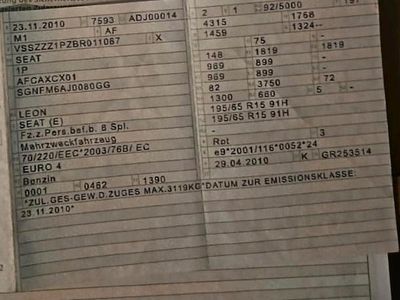 23.11.2010 7593 ADJ00014
M1 AF
VSSZZZ1PZBR011067 X
SEAT
1P
AFCAXCX01
SGNFM6AJ0080GG
LEON
SEAT (E)
Fz.z.Pers.bef.b. 8 Spl.
Mehrzweckfahrzeug
70/220/EEC*2003/76B/ EC
EURO 4
Benzin
0001 0462 1390
*ZUL.GES-GEW.D.ZUGES MAX.3119KG*DATUM ZUR EMISSIONSKLASSE:
23.11.2010*
2 1 92/5000
4315 1768
1459 1324--
75 -
148 1819 1819
969 899 -
969 899 -
82 3750 72
1300 660 5 -
195/65 R15 91H
195/65 R15 91H
-
Rot 3
e9*2001/116*0052*24
29.04.2010 K GR253514